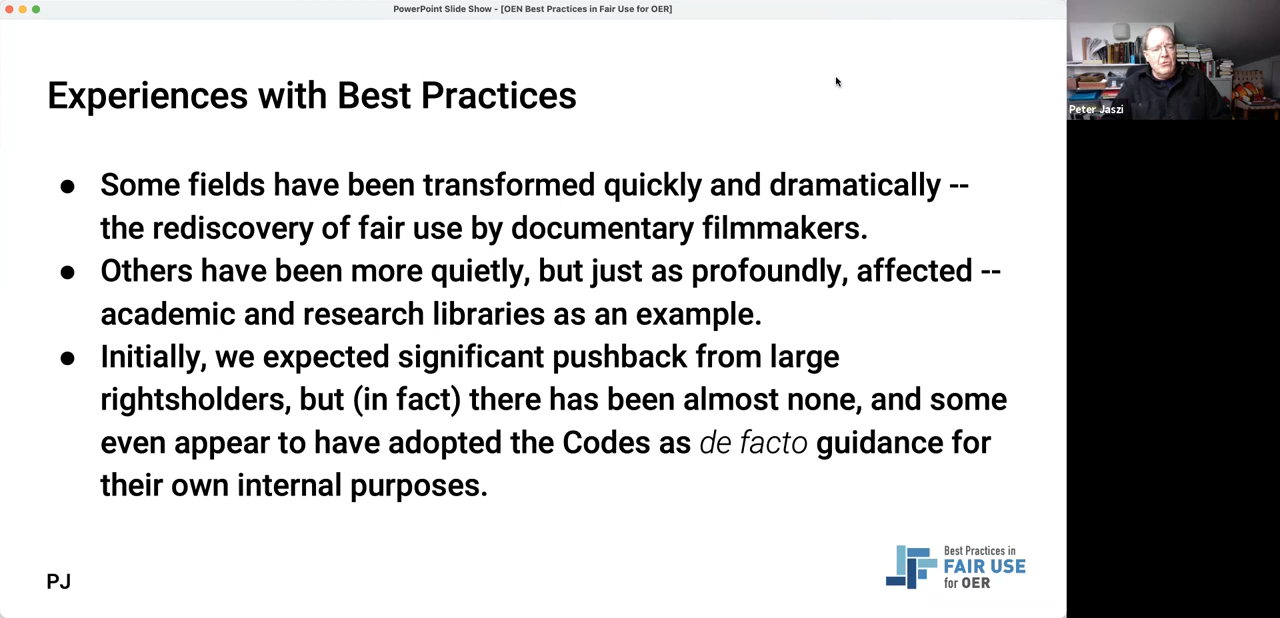 PowerPoint Slide Show - [OEN Best Practices in Fair Use for OER]
Experiences with Best Practices
● Some fields have been transformed quickly and dramatically --
the rediscovery of fair use by documentary filmmakers.
● Others have been more quietly, but just as profoundly, affected --
academic and research libraries as an example.
● Initially, we expected significant pushback from large
rightsholders, but (in fact) there has been almost none, and some
even appear to have adopted the Codes as de facto guidance for
their own internal purposes.
PJ
Best Practices in
FAIR USE
for OER
Peter Jaszi